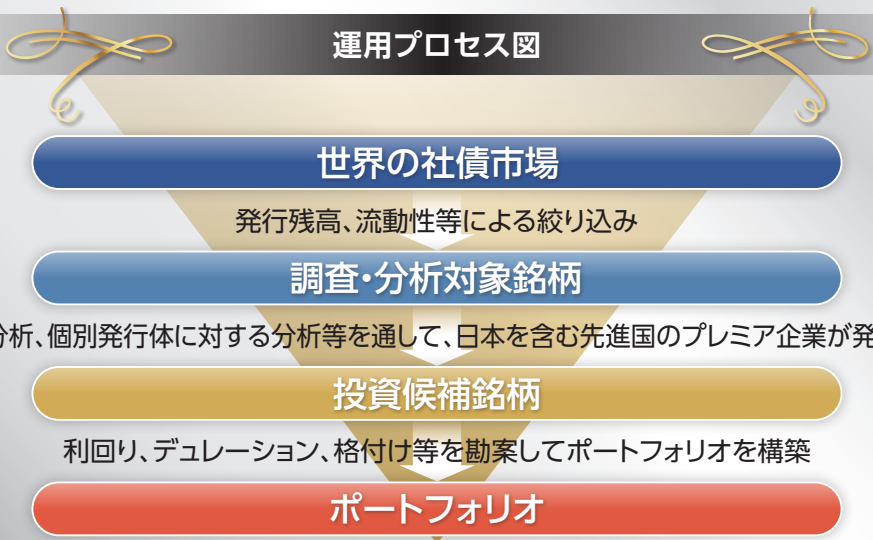 運用プロセス図
世界の社債市場
発行残高、流動性等による絞り込み
調査・分析対象銘柄
分析、個別発行体に対する分析等を通して、日本を含む先進国のプレミア企業が発
投資候補銘柄
利回り、デュレーション、格付け等を勘案してポートフォリオを構築
ポートフォリオ